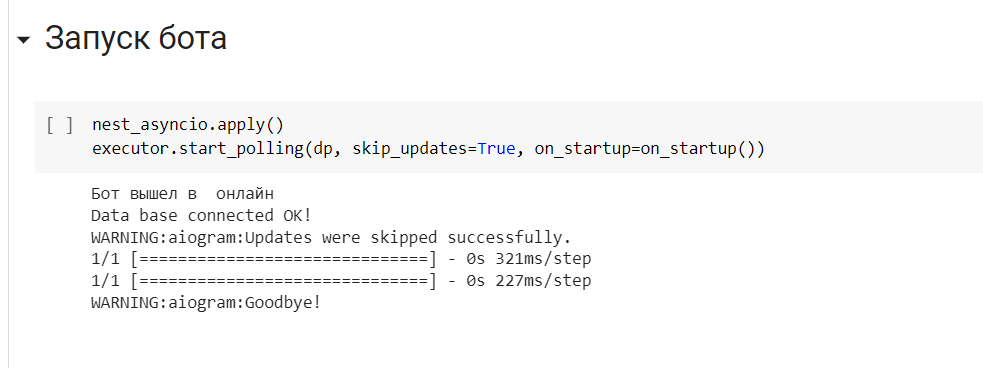 Запуск бота
[ ] nest_asyncio.apply()
executor.start_polling(dp, skip_updates=True, on_startup=on_startup())
Бот вышел в  онлайн
Data base connected OK!
WARNING:aiogram:Updates were skipped successfully.
1/1 [==============================] - 0s 321ms/step
1/1 [==============================] - 0s 227ms/step
WARNING:aiogram:Goodbye!